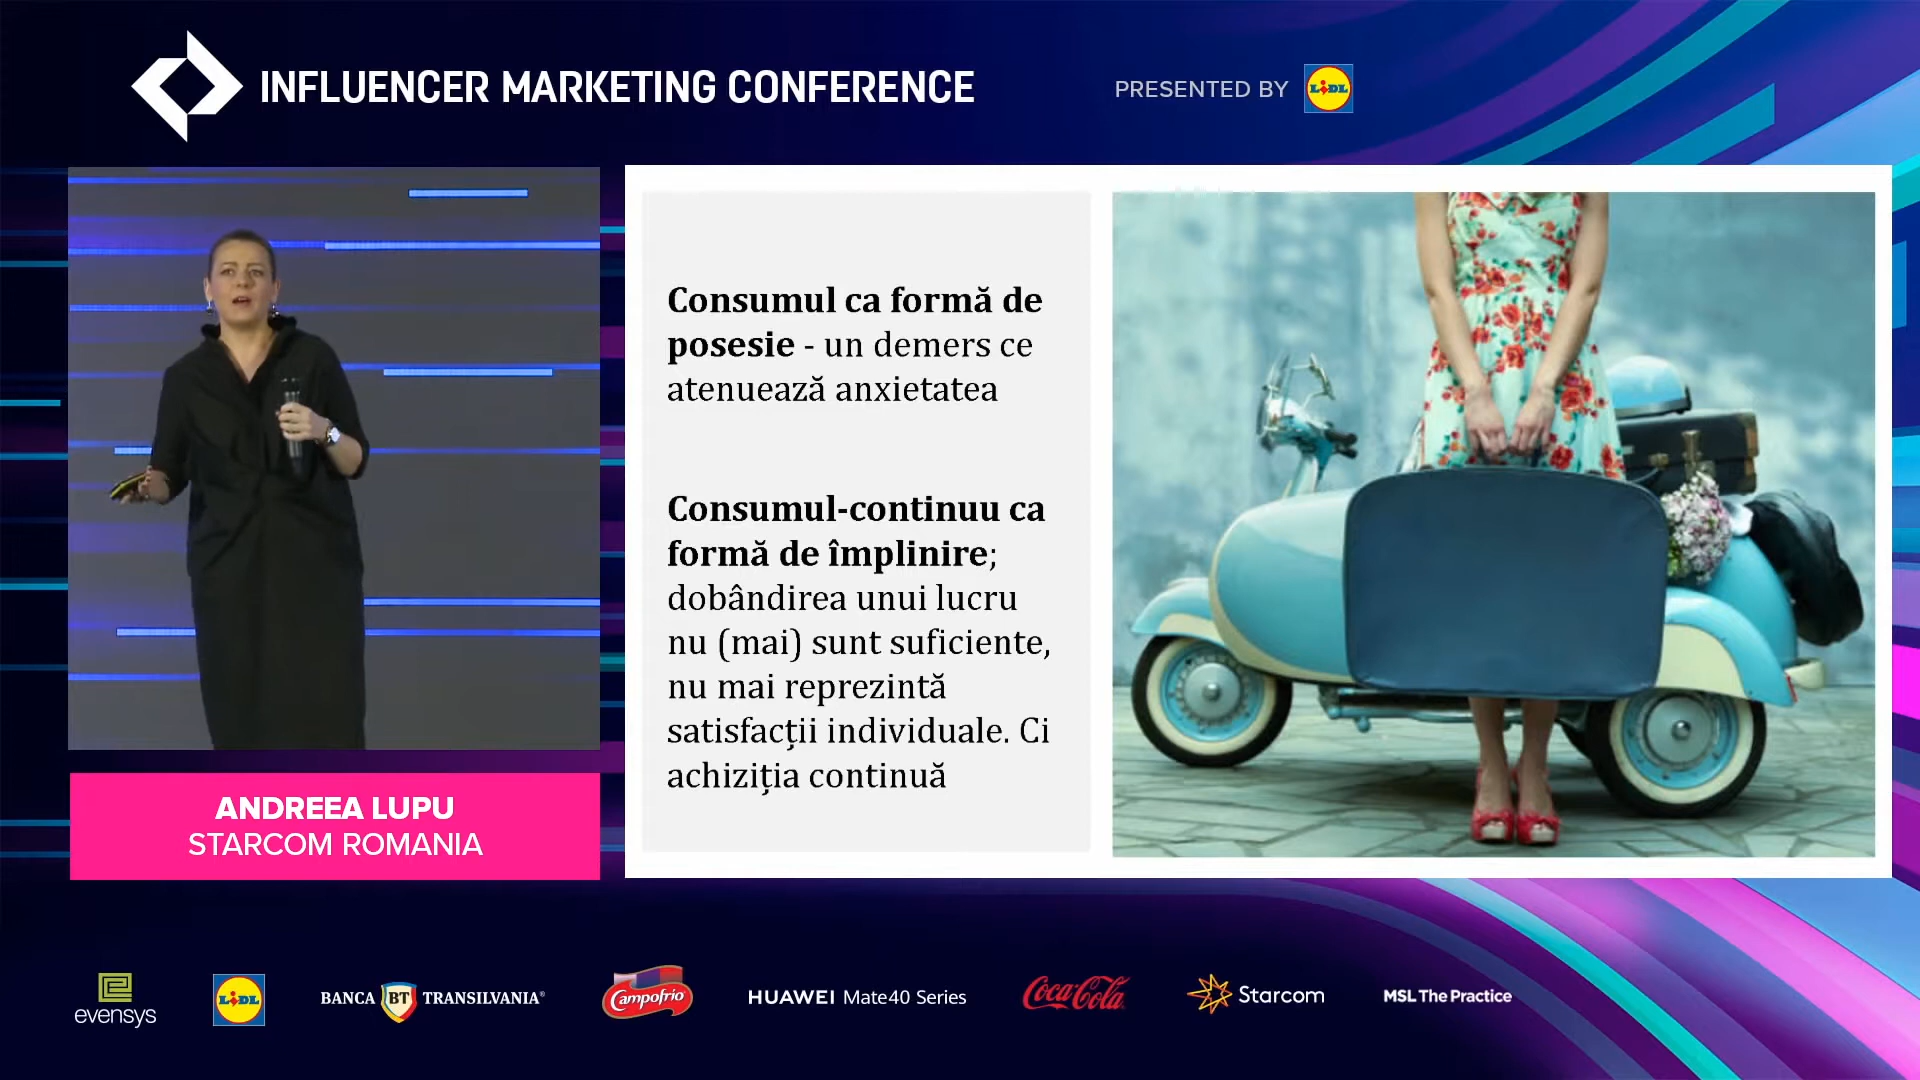 INFLUENCER MARKETING CONFERENCE
PRESENTED BY
LIDL
Consumul ca formă de
posesie - un demers ce
atenuează anxietatea
Consumul-continuu ca
formă de împlinire;
dobândirea unui lucru
nu (mai) sunt suficiente,
nu mai reprezintă
satisfacții individuale. Ci
achiziția continuă
ANDREEA LUPU
STARCOM ROMANIA
evensys
LIDL
BANCA BT TRANSILVANIA®
Campofrio
HUAWEI Mate40 Series
Coca-Cola
Starcom
MSL The Practice